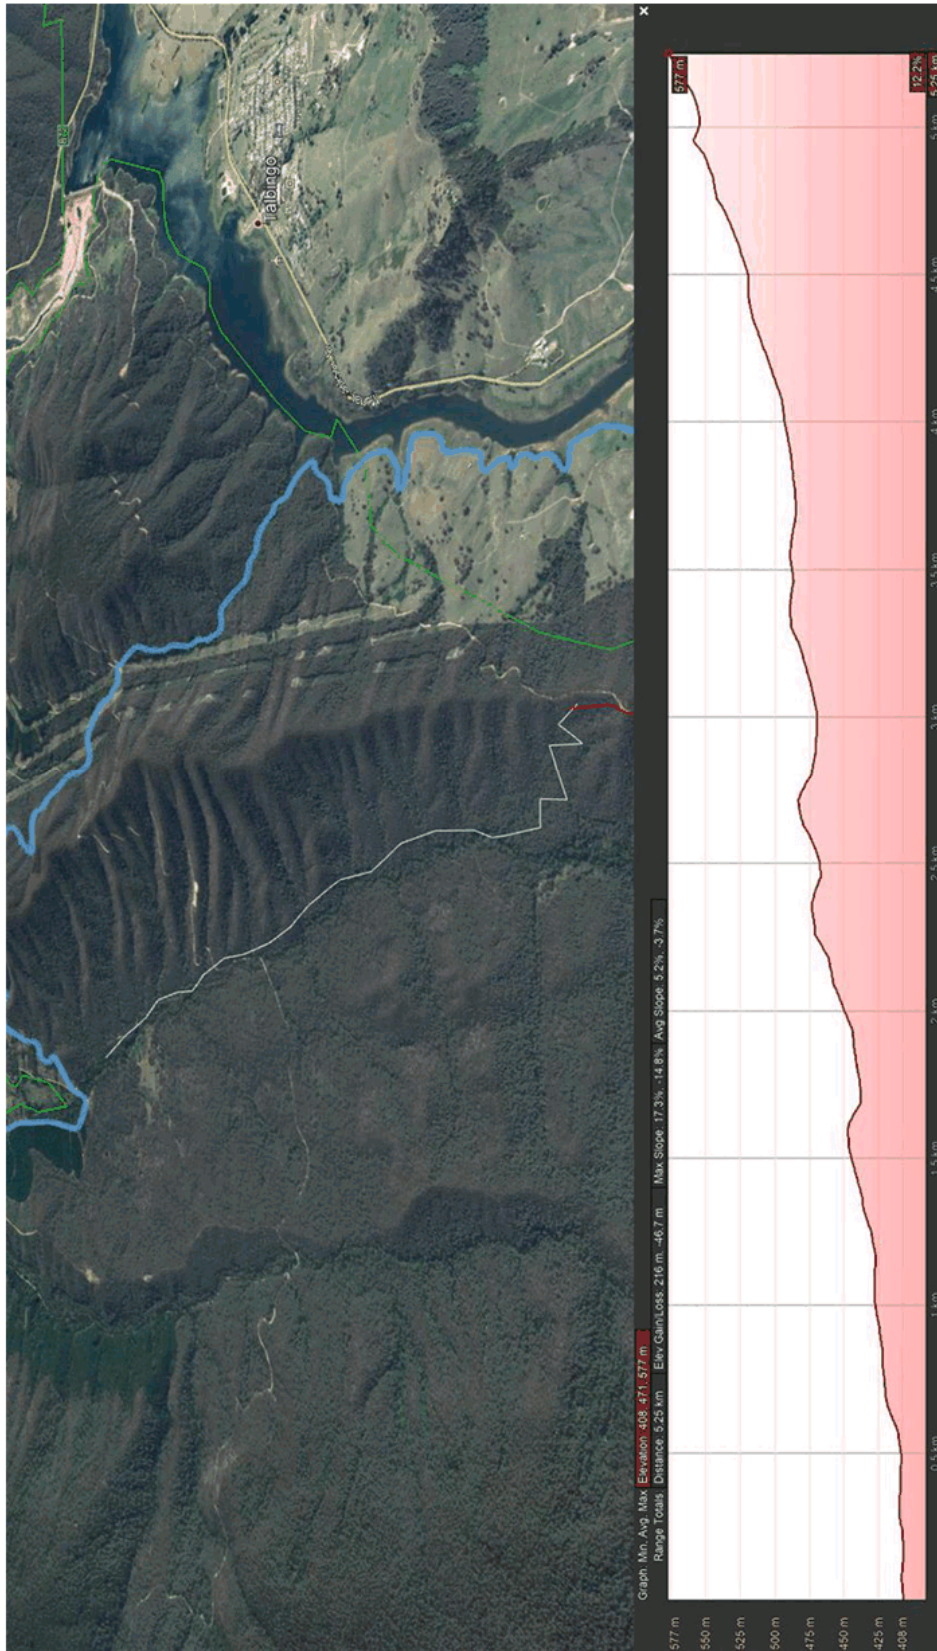 Talbingo
×
Graph: Min, Avg, Max Elevation: 408, 471, 577 m
Range Totals: Distance: 5.25 km Elev Gain/Loss: 216 m, -46.7 m Max Slope: 17.3%, -14.8% Avg Slope: 5.2%, -3.7%
577 m
550 m
525 m
500 m
475 m
450 m
425 m
408 m
577 m
12.2%
0.5 km
1 km
1.5 km
2 km
2.5 km
3 km
3.5 km
4 km
4.5 km
5 km
5.25 km